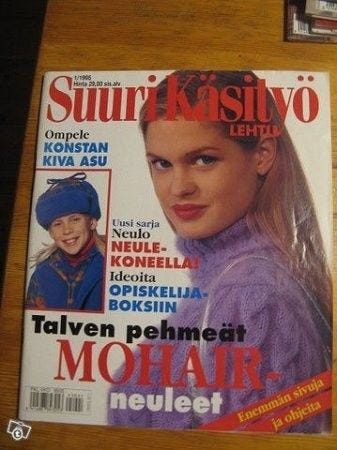 1/1995
Hinta 29,00 sis.alv
Suuri Käsityö
LEHTI
Ompele
KONSTAN
KIVA ASU
Uusi sarja
Neulo
NEULE-
KONEELLA!
Ideoita
OPISKELIJA-
BOKSIIN
Talven pehmeät
MOHAIR-
neuleet
Enemmän sivuja
ja ohjeita